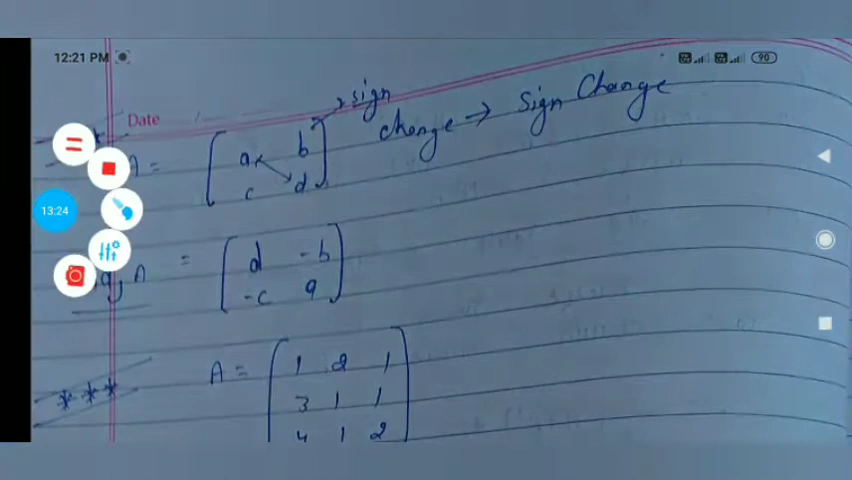 12:21 PM
90
Date
sign
change → Sign Change
A = [ a b
c d ]
13:24
adj A = [ d -b
-c a ]
*** A = [ 1 2 1
3 1 1
4 1 2 ]